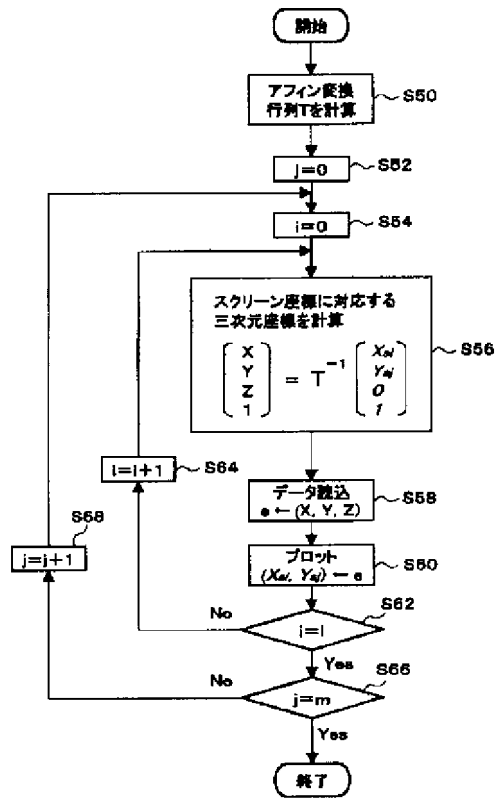 開始
アフィン変換
行列Tを計算
S50
j=0
S52
i=0
S54
スクリーン座標に対応する
三次元座標を計算
X
Y
Z
1
= T⁻¹
Xsi
Ysj
0
1
S56
i=i+1
S64
データ読込
e ← (X, Y, Z)
S58
S68
j=j+1
プロット
(Xsi, Ysj) ← e
S60
No
i=l
S62
Yes
No
j=m
S66
Yes
終了